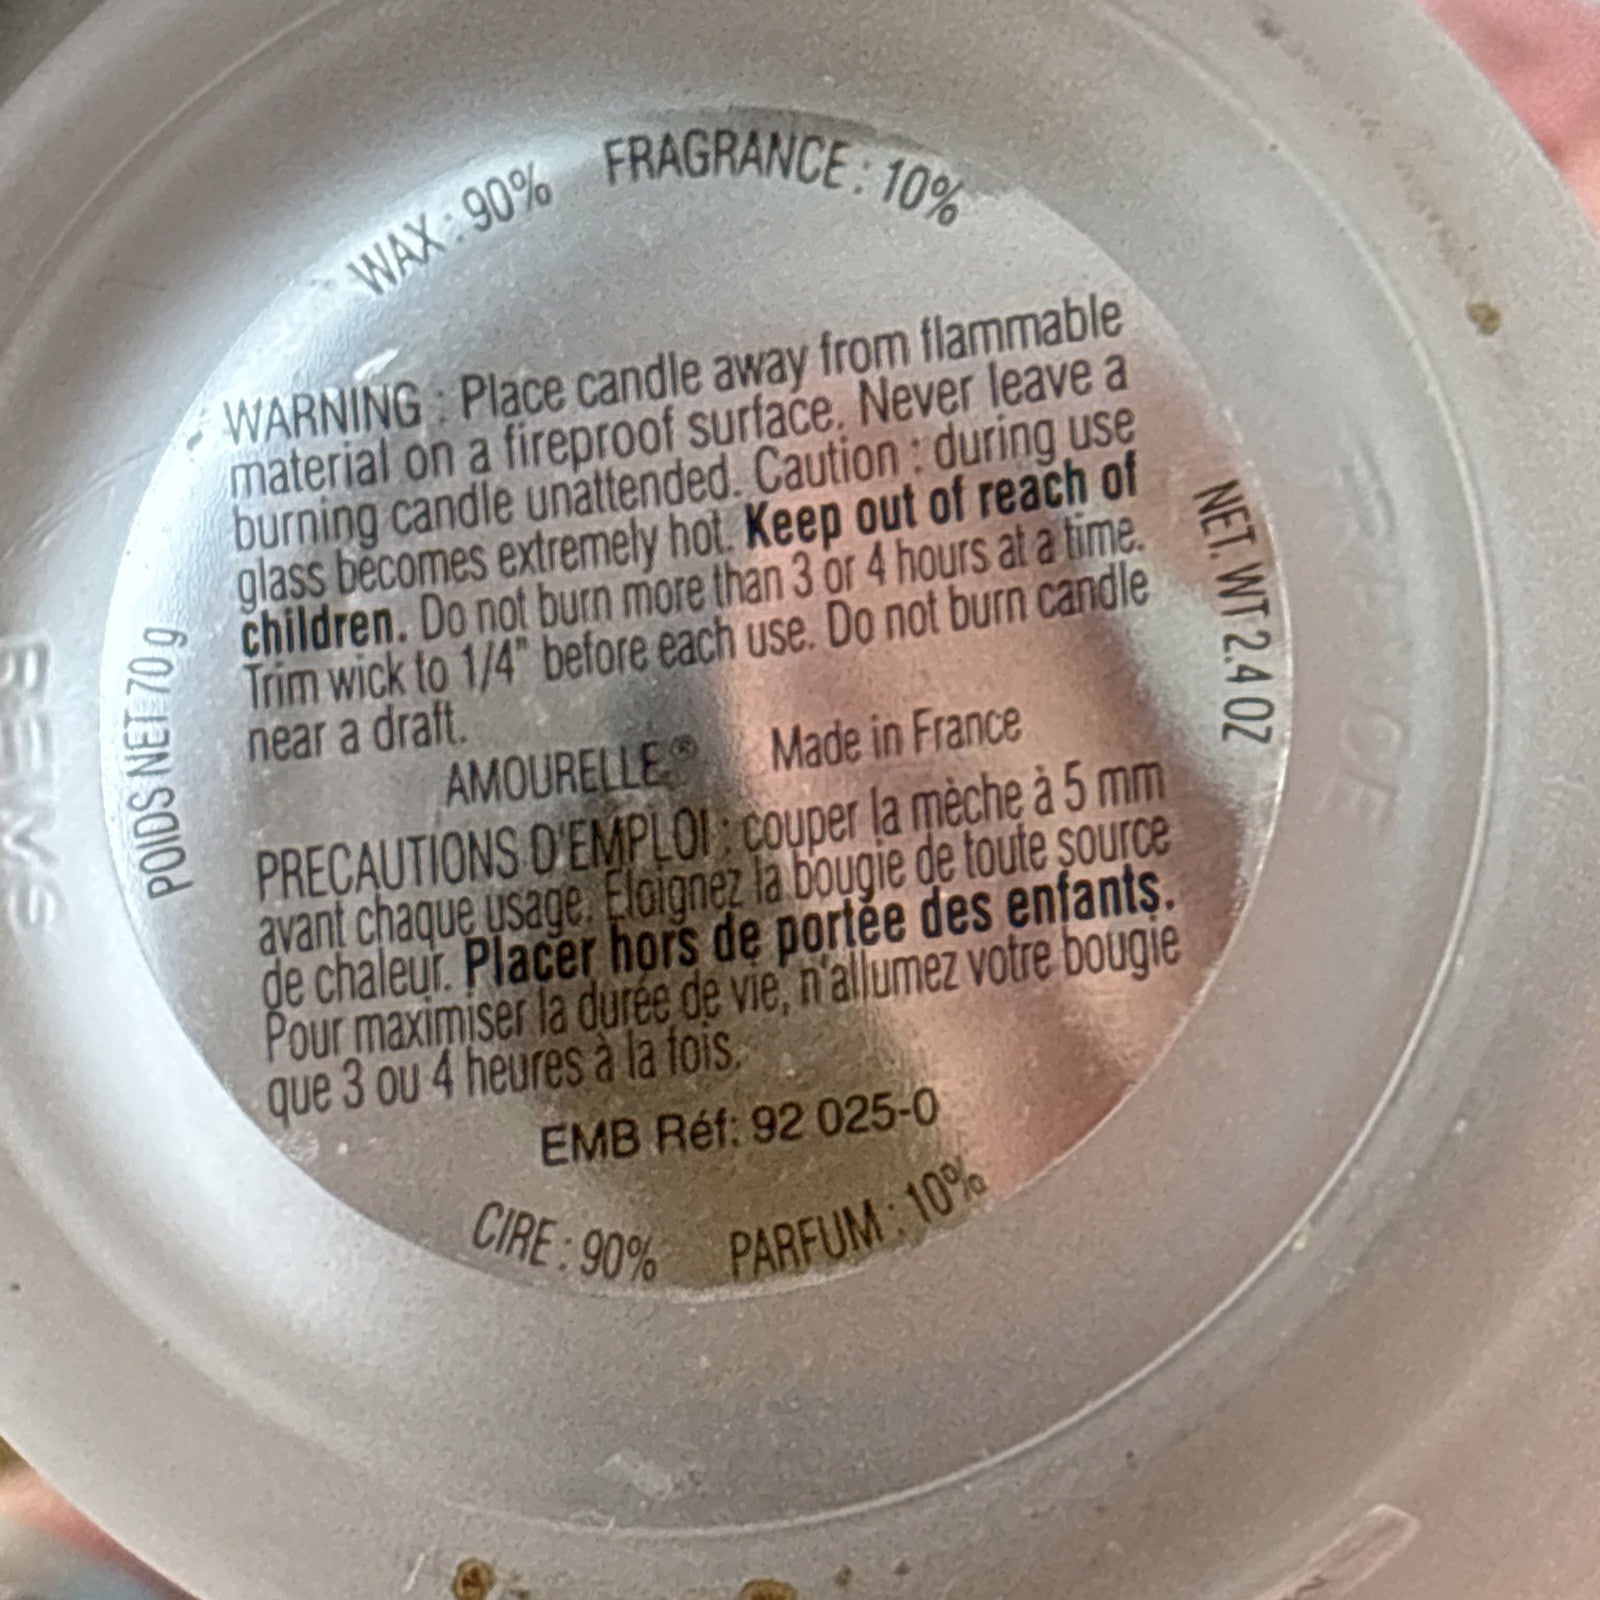 WAX : 90% FRAGRANCE : 10%
WARNING : Place candle away from flammable
material on a fireproof surface. Never leave a
burning candle unattended. Caution : during use
glass becomes extremely hot. Keep out of reach of
children. Do not burn more than 3 or 4 hours at a time.
Trim wick to 1/4" before each use. Do not burn candle
near a draft.
AMOURELLE® Made in France
PRECAUTIONS D'EMPLOI : couper la mèche à 5 mm
avant chaque usage. Eloignez la bougie de toute source
de chaleur. Placer hors de portée des enfants.
Pour maximiser la durée de vie, n'allumez votre bougie
que 3 ou 4 heures à la fois.
EMB Réf: 92 025-0
CIRE : 90% PARFUM : 10%
POIDS NET 70 g
NET. WT 2.4 OZ